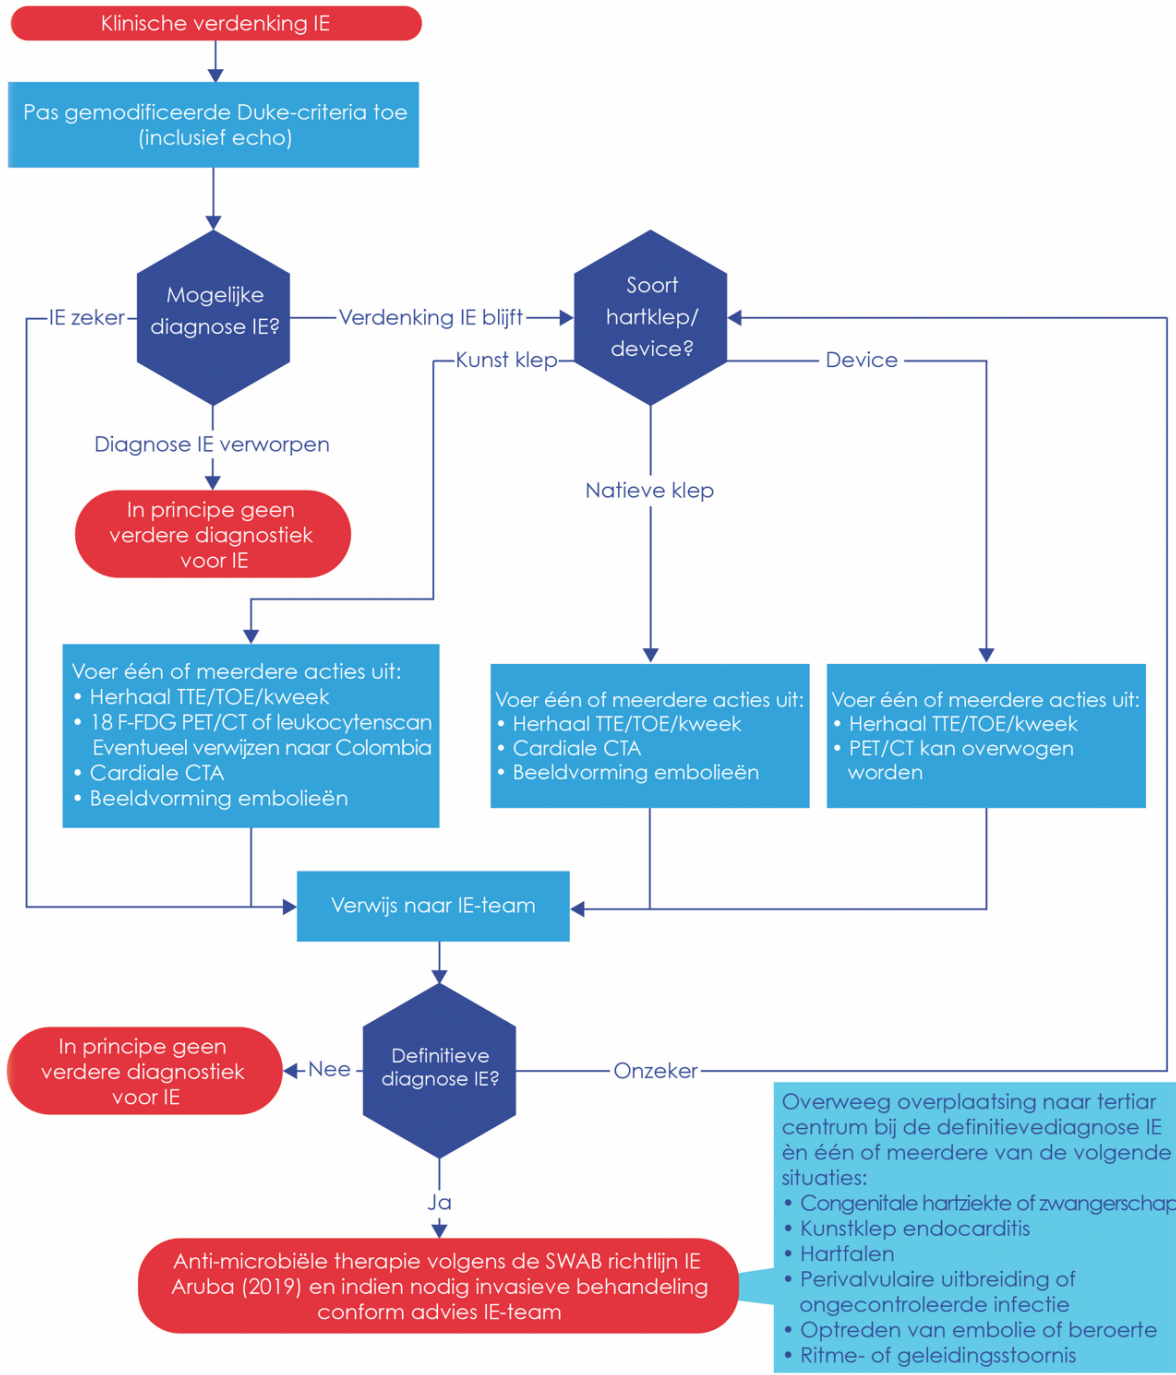 Klinische verdenking IE
Pas gemodificeerde Duke-criteria toe
(inclusief echo)
Mogelijke
diagnose IE?
IE zeker
Verdenking IE blijft
Soort
hartklep/
device?
Kunst klep
Device
Diagnose IE verworpen
Natieve klep
In principe geen
verdere diagnostiek
voor IE
Voer één of meerdere acties uit:
• Herhaal TTE/TOE/kweek
• 18 F-FDG PET/CT of leukocytenscan
Eventueel verwijzen naar Colombia
• Cardiale CTA
• Beeldvorming embolieën
Voer één of meerdere acties uit:
• Herhaal TTE/TOE/kweek
• Cardiale CTA
• Beeldvorming embolieën
Voer één of meerdere acties uit:
• Herhaal TTE/TOE/kweek
• PET/CT kan overwogen
worden
Verwijs naar IE-team
Definitieve
diagnose IE?
Nee
In principe geen
verdere diagnostiek
voor IE
Onzeker
Ja
Anti-microbiële therapie volgens de SWAB richtlijn IE
Aruba (2019) en indien nodig invasieve behandeling
conform advies IE-team
Overweeg overplaatsing naar tertiar
centrum bij de definitievediagnose IE
èn één of meerdere van de volgende
situaties:
• Congenitale hartziekte of zwangerschap
• Kunstklep endocarditis
• Hartfalen
• Perivalvulaire uitbreiding of
ongecontroleerde infectie
• Optreden van embolie of beroerte
• Ritme- of geleidingsstoornis